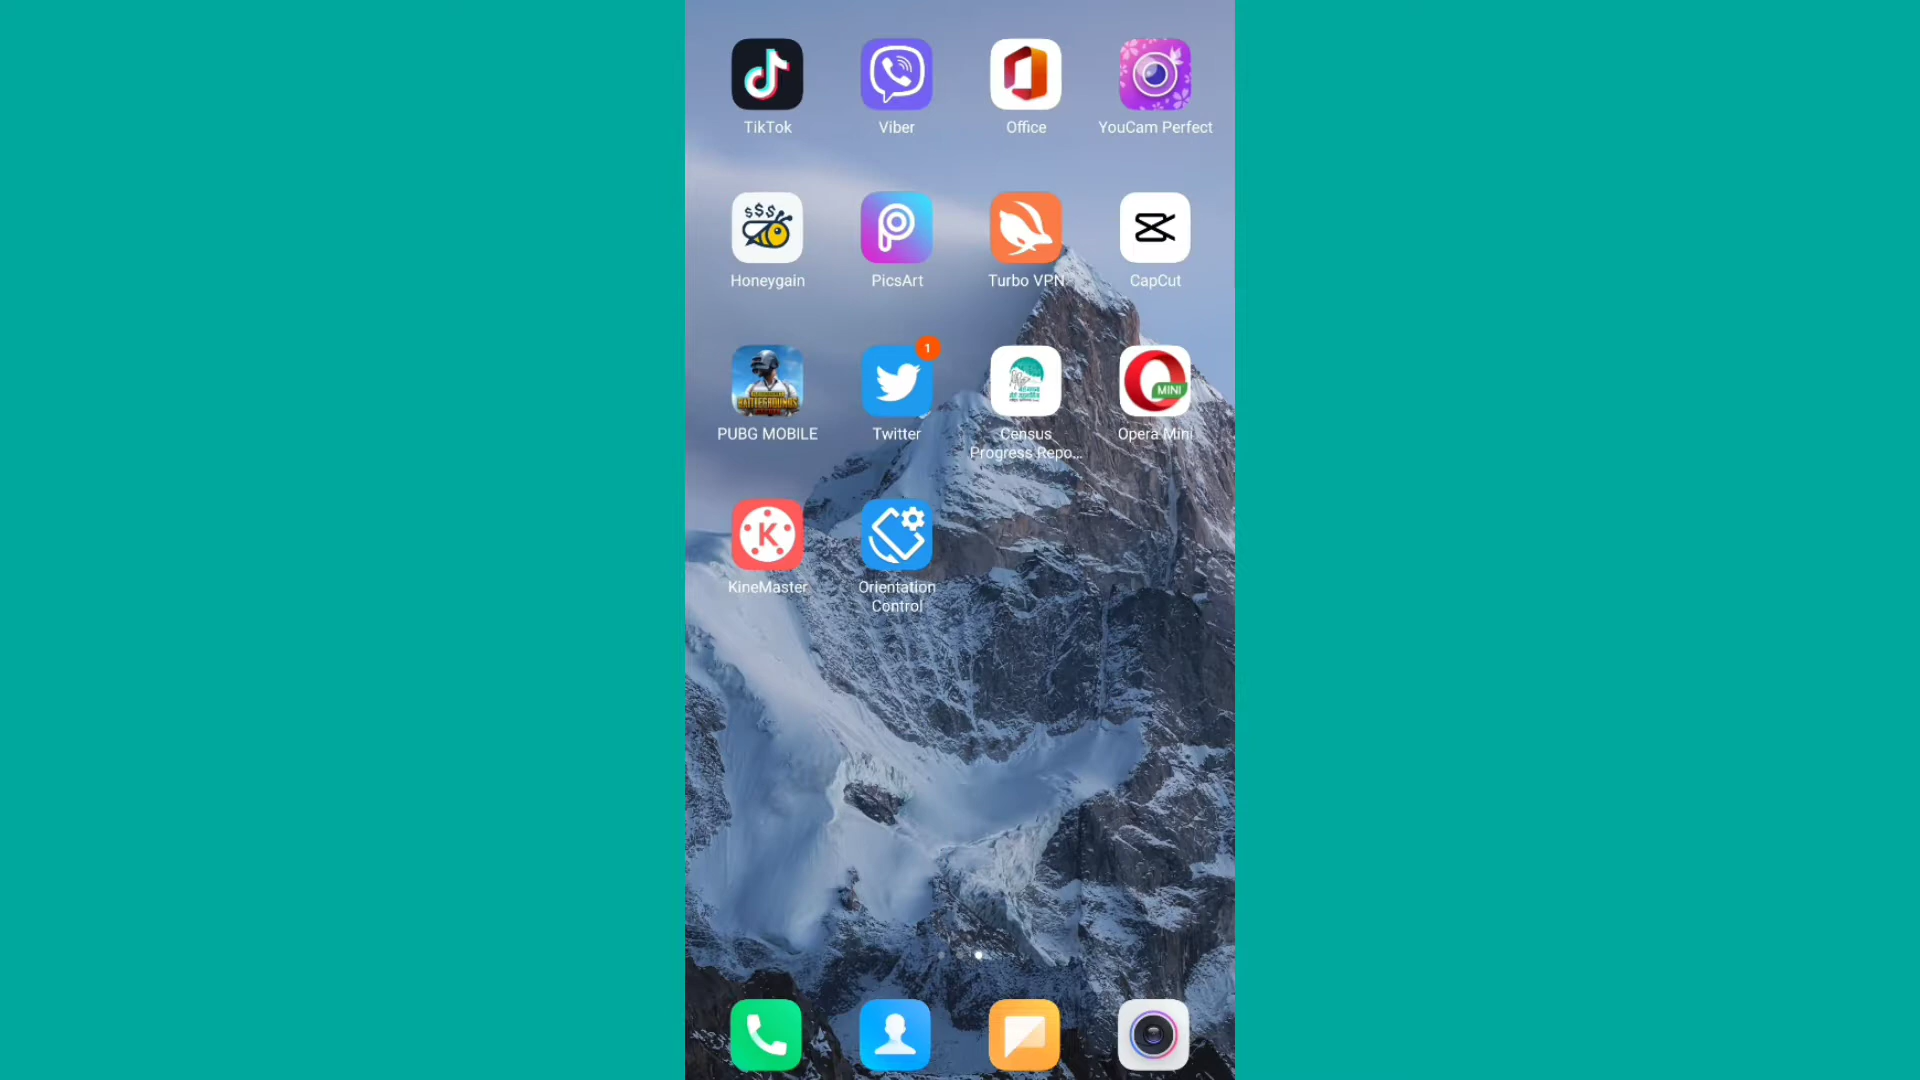 TikTok
Viber
Office
YouCam Perfect
$$$
Honeygain
PicsArt
Turbo VPN
CapCut
1
MINI
PUBG MOBILE
Twitter
Census
Progress Repo...
Opera Mini
K
KineMaster
Orientation
Control